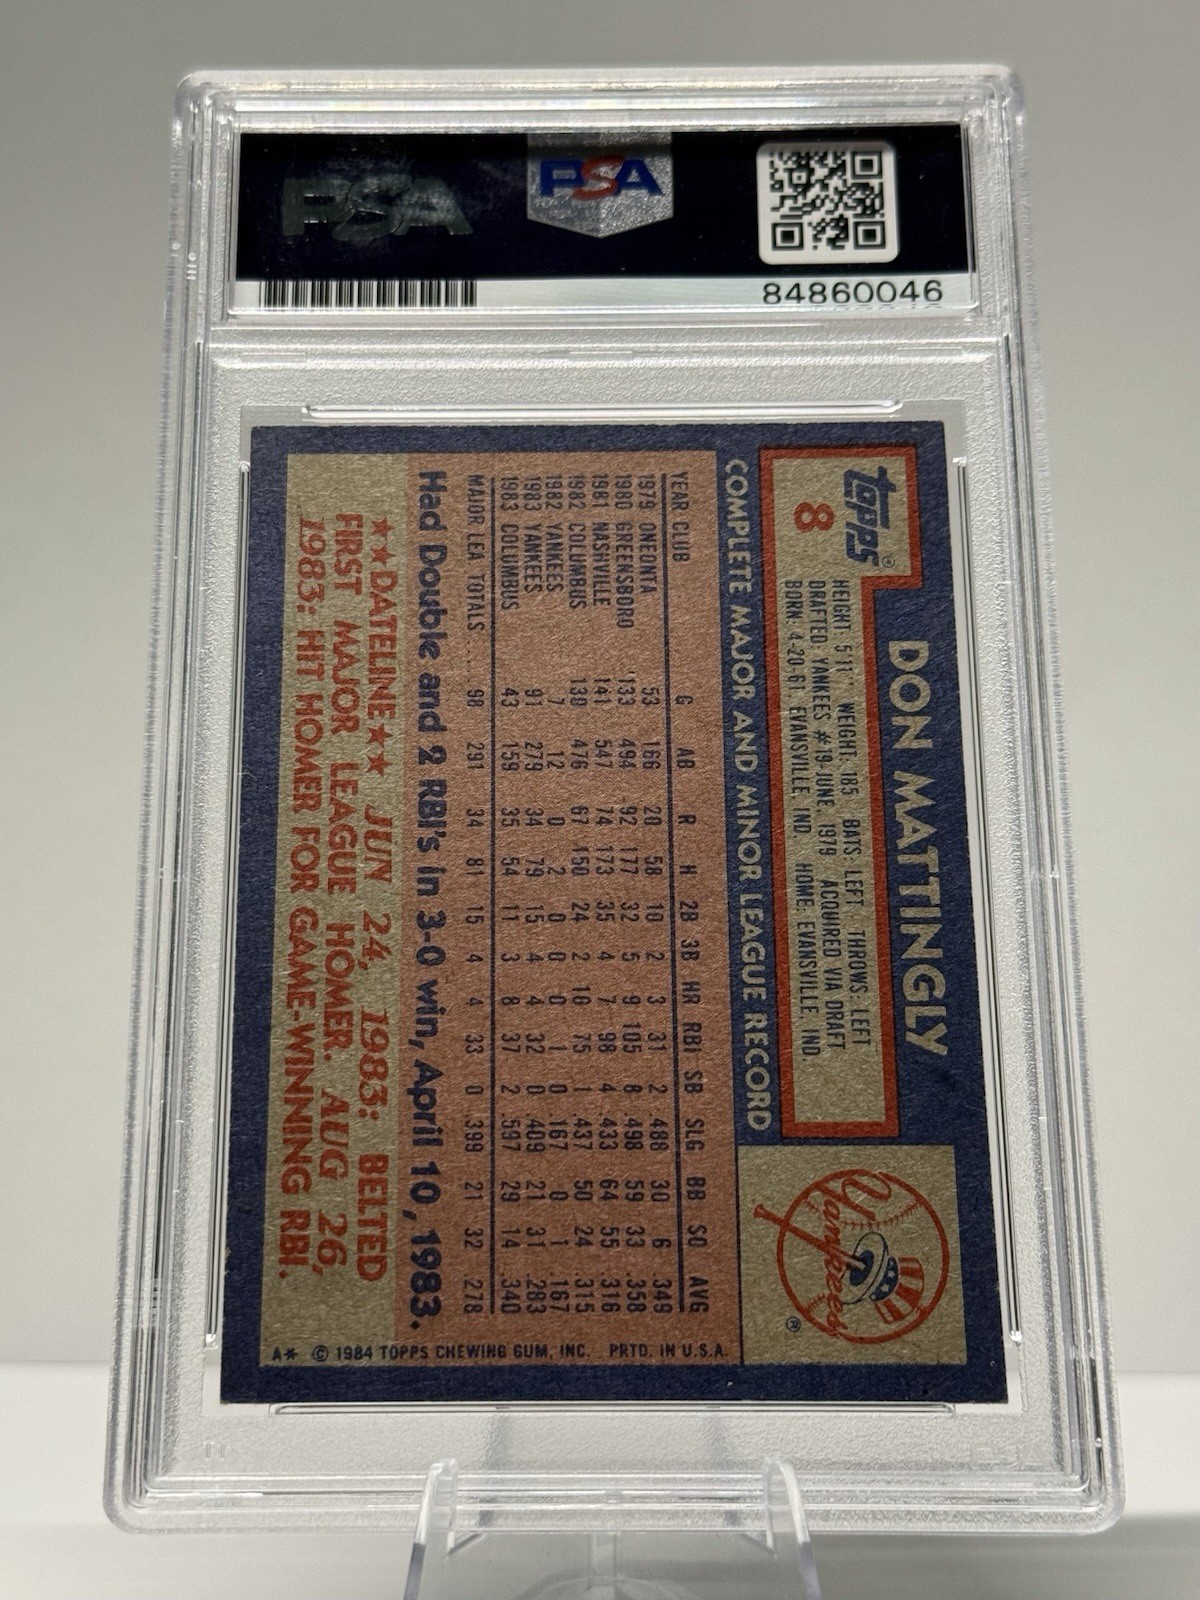 PSA
PSA
84860046
TOPPS®
8
DON MATTINGLY
HEIGHT: 5'11" WEIGHT: 185 BATS: LEFT THROWS: LEFT
DRAFTED: YANKEES #19-JUNE, 1979 ACQUIRED VIA DRAFT
BORN: 4-20-61, EVANSVILLE, IND. HOME: EVANSVILLE, IND.
Yankees
®
COMPLETE MAJOR AND MINOR LEAGUE RECORD
YEAR CLUB G AB R H 2B 3B HR RBI SB SLG BB SO AVG
1979 ONEONTA 53 166 20 58 10 2 3 31 2 .488 30 6 .349
1980 GREENSBORO 133 494 92 177 32 5 9 105 8 .498 59 33 .358
1981 NASHVILLE 141 547 74 173 35 4 7 98 4 .433 64 55 .316
1982 COLUMBUS 130 476 67 150 24 2 10 75 1 .437 50 24 .315
1982 YANKEES 7 12 0 2 0 0 0 1 0 .167 0 1 .167
1983 YANKEES 91 279 34 79 15 4 4 32 0 .409 21 31 .283
1983 COLUMBUS 43 159 35 54 11 3 8 37 2 .597 29 14 .340
MAJOR LEA TOTALS.... 98 291 34 81 15 4 4 33 0 .399 21 32 .278
Had Double and 2 RBI's in 3-0 win, April 10, 1983.
★★DATELINE★★ JUN 24, 1983: BELTED
FIRST MAJOR LEAGUE HOMER. AUG 26,
1983: HIT HOMER FOR GAME-WINNING RBI.
A* © 1984 TOPPS CHEWING GUM, INC. PRTD. IN U.S.A.